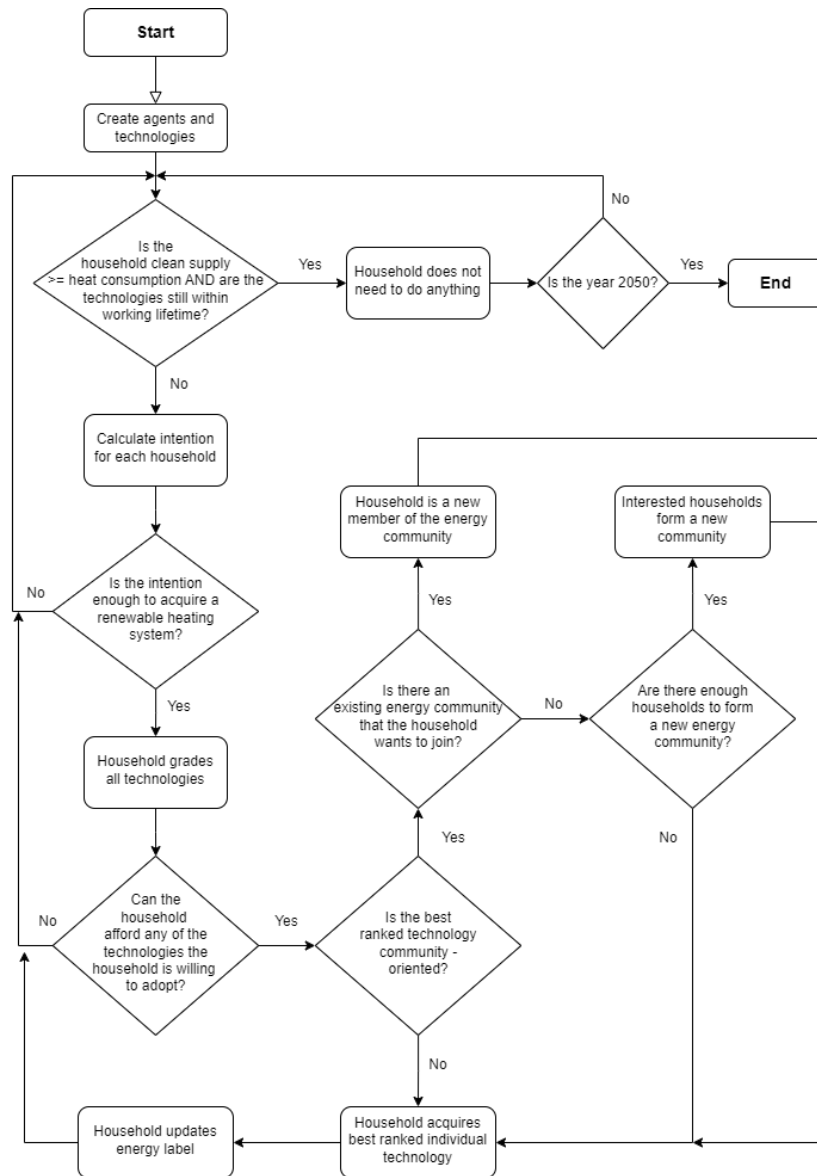 Start
Create agents and
technologies
No
Is the
household clean supply
>= heat consumption AND are the
technologies still within
working lifetime?
Yes
Household does not
need to do anything
Is the year 2050?
Yes
End
No
Calculate intention
for each household
Household is a new
member of the energy
community
Interested households
form a new
community
No
Is the intention
enough to acquire a
renewable heating
system?
Yes
Yes
Is there an
existing energy community
that the household
wants to join?
No
Are there enough
households to form
a new energy
community?
Yes
Household grades
all technologies
Yes
No
No
Can the
household
afford any of the
technologies the
household is willing
to adopt?
Yes
Is the best
ranked technology
community -
oriented?
No
Household updates
energy label
Household acquires
best ranked individual
technology